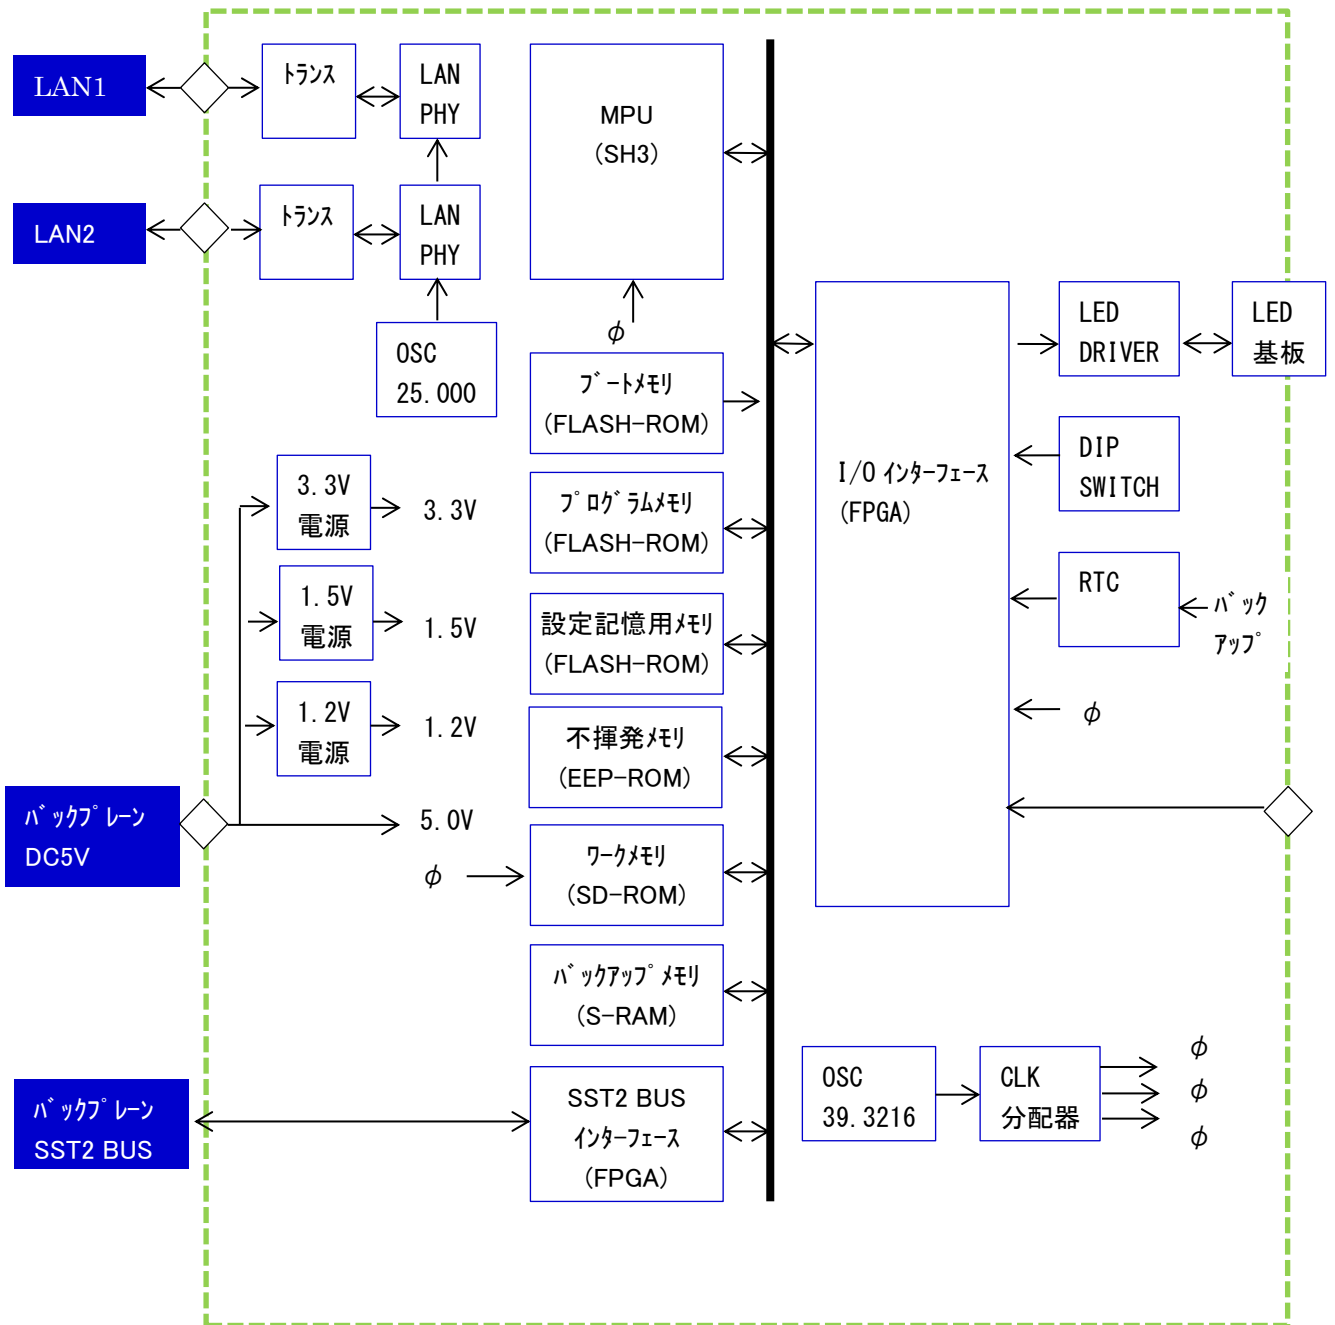 LAN1
トランス
LAN
PHY
MPU
(SH3)
LAN2
トランス
LAN
PHY
OSC
25.000
φ
ブートメモリ
(FLASH-ROM)
LED
DRIVER
LED
基板
DIP
SWITCH
I/O インターフェース
(FPGA)
3.3V
電源
3.3V
プログラムメモリ
(FLASH-ROM)
RTC
バック
アップ
1.5V
電源
1.5V
設定記憶用メモリ
(FLASH-ROM)
φ
1.2V
電源
1.2V
不揮発メモリ
(EEP-ROM)
バックプレーン
DC5V
5.0V
φ
ワークメモリ
(SD-ROM)
バックアップメモリ
(S-RAM)
バックプレーン
SST2 BUS
SST2 BUS
インターフェース
(FPGA)
OSC
39.3216
CLK
分配器
φ
φ
φ